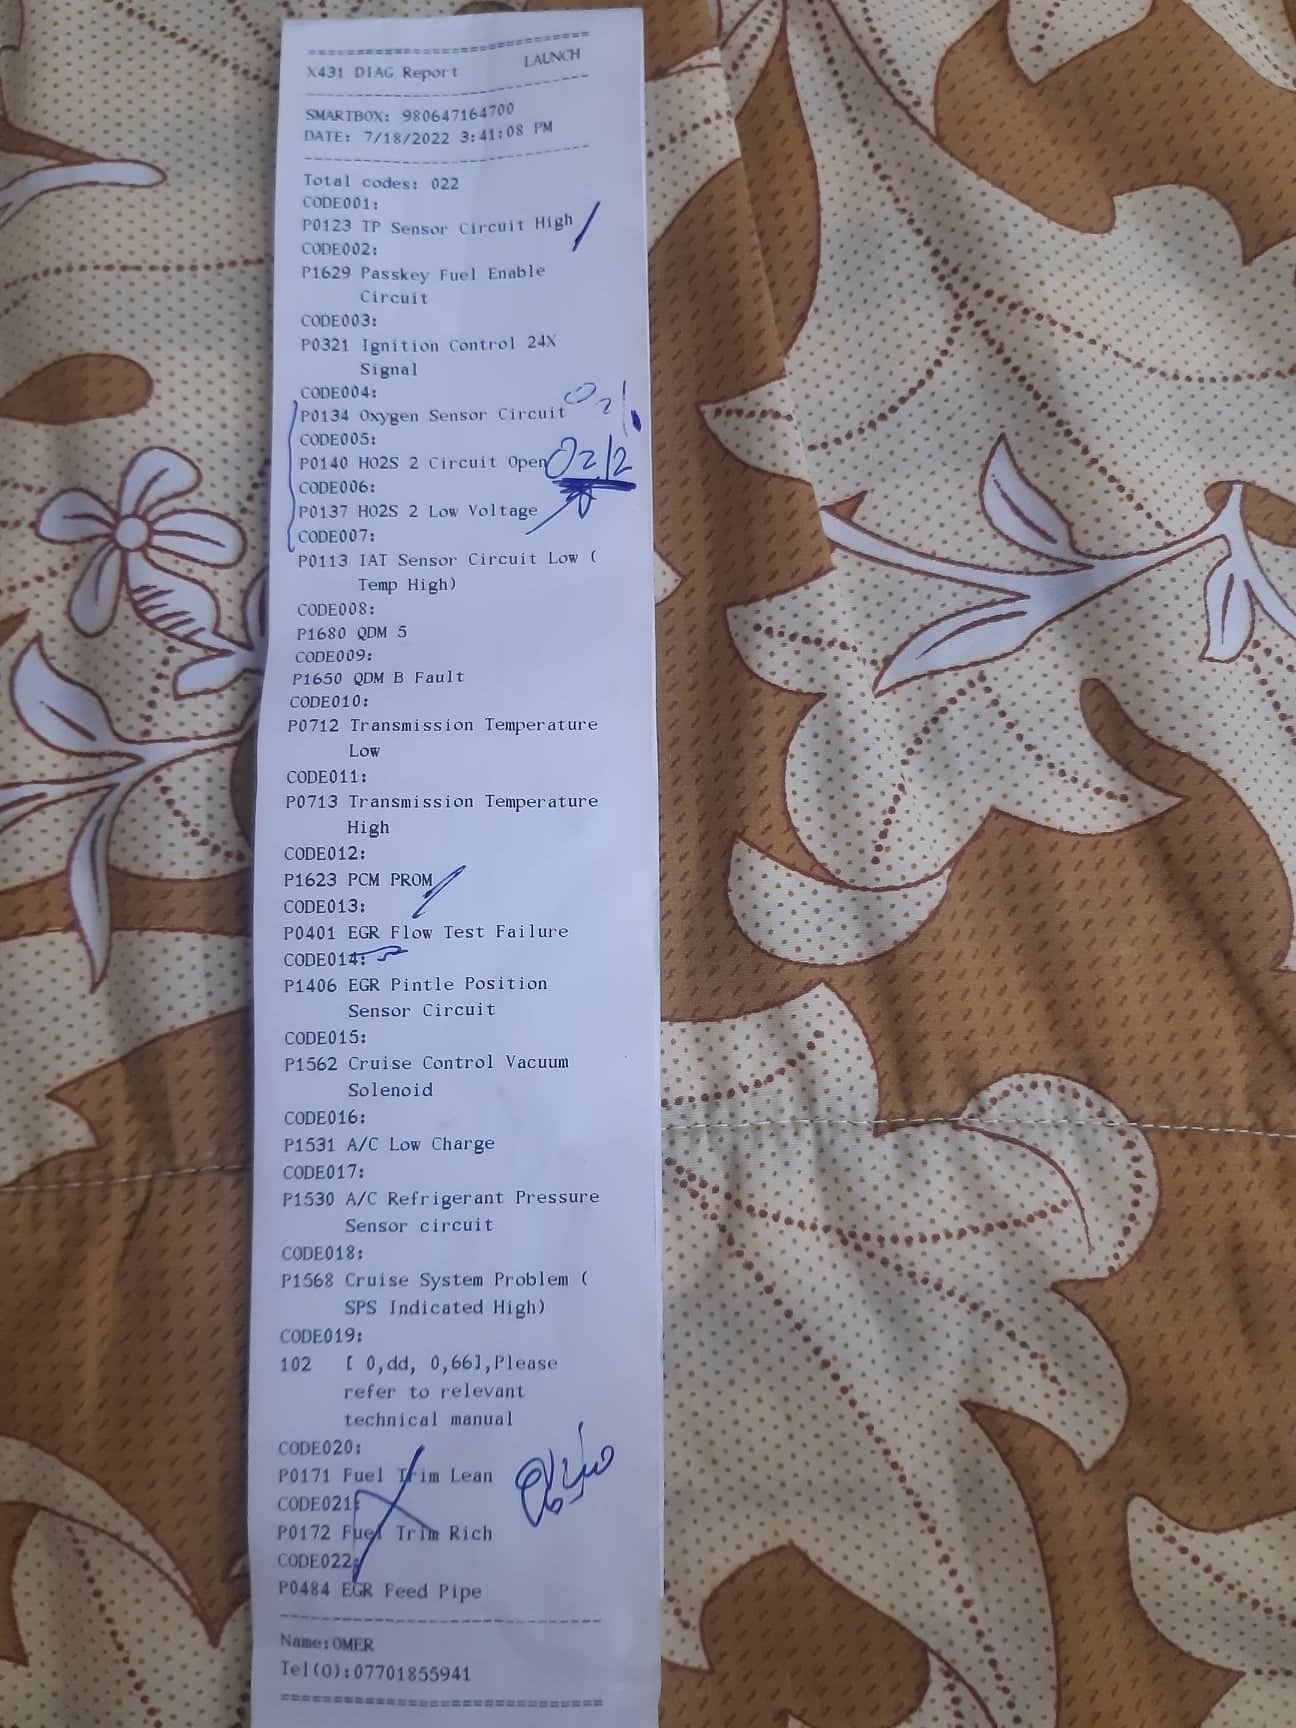 LAUNCH
X431 DIAG Report
SMARTBOX: 980647164700
DATE: 7/18/2022 3:41:08 PM
Total codes: 022
CODE001:
P0123 TP Sensor Circuit High
CODE002:
P1629 Passkey Fuel Enable
Circuit
CODE003:
P0321 Ignition Control 24X
Signal
CODE004:
P0134 Oxygen Sensor Circuit O2/1
CODE005:
P0140 HO2S 2 Circuit Open O2/2
CODE006:
P0137 HO2S 2 Low Voltage
CODE007:
P0113 IAT Sensor Circuit Low (
Temp High)
CODE008:
P1680 QDM 5
CODE009:
P1650 QDM B Fault
CODE010:
P0712 Transmission Temperature
Low
CODE011:
P0713 Transmission Temperature
High
CODE012:
P1623 PCM PROM
CODE013:
P0401 EGR Flow Test Failure
CODE014:
P1406 EGR Pintle Position
Sensor Circuit
CODE015:
P1562 Cruise Control Vacuum
Solenoid
CODE016:
P1531 A/C Low Charge
CODE017:
P1530 A/C Refrigerant Pressure
Sensor circuit
CODE018:
P1568 Cruise System Problem (
SPS Indicated High)
CODE019:
102 [ 0,dd, 0,66],Please
refer to relevant
technical manual
CODE020:
P0171 Fuel Trim Lean
CODE021:
P0172 Fuel Trim Rich
CODE022:
P0484 EGR Feed Pipe
Name:OMER
Tel(O):07701855941